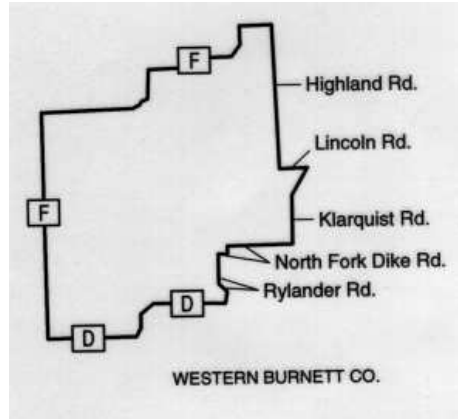 F
Highland Rd.
Lincoln Rd.
F
Klarquist Rd.
North Fork Dike Rd.
Rylander Rd.
D
D
WESTERN BURNETT CO.